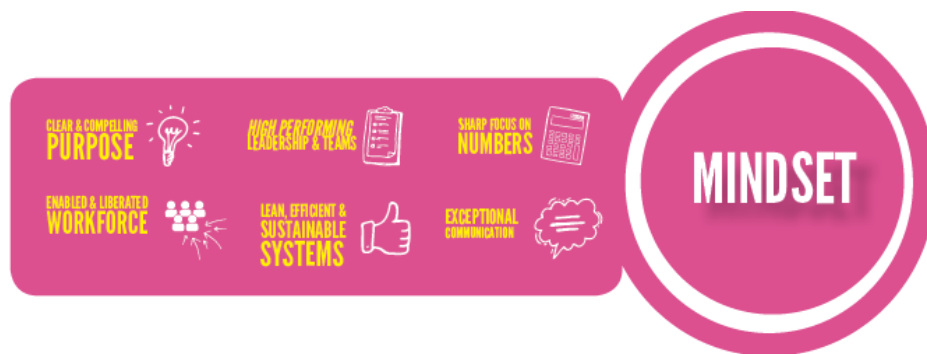 CLEAR & COMPELLING
PURPOSE
HIGH PERFORMING
LEADERSHIP & TEAMS
SHARP FOCUS ON
NUMBERS
ENABLED & LIBERATED
WORKFORCE
LEAN, EFFICIENT &
SUSTAINABLE
SYSTEMS
EXCEPTIONAL
COMMUNICATION
MINDSET